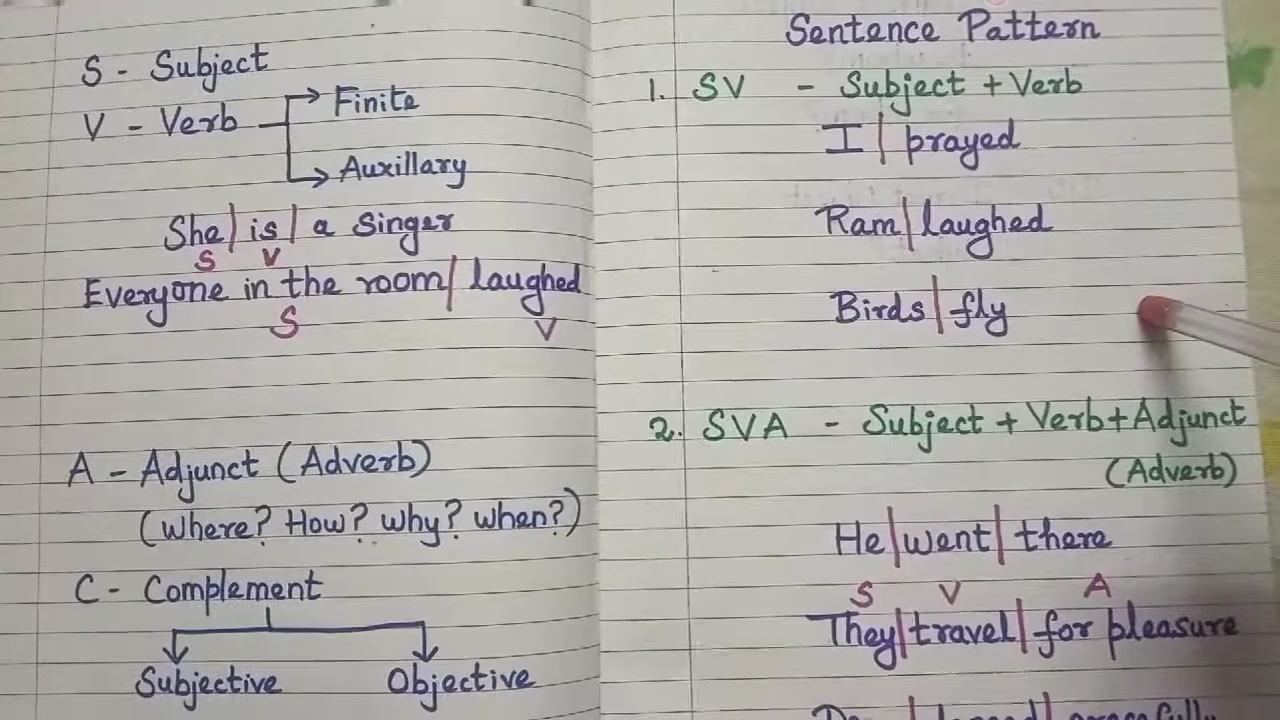 S - Subject
V - Verb → Finite
→ Auxillary
She | is | a Singer
S V
Everyone in the room | laughed
S V
A - Adjunct (Adverb)
(Where? How? Why? When?)
C - Complement
Subjective Objective
Sentence Pattern
1. SV - Subject + Verb
I | prayed
Ram | laughed
Birds | fly
2. SVA - Subject + Verb + Adjunct
(Adverb)
He | went | there
S V A
They | travel | for pleasure